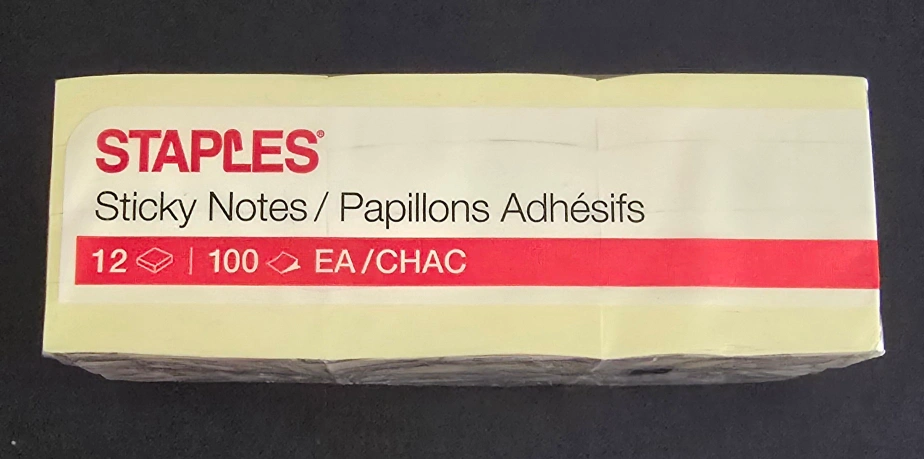 STAPLES®
Sticky Notes / Papillons Adhésifs
12 | 100 EA/CHAC